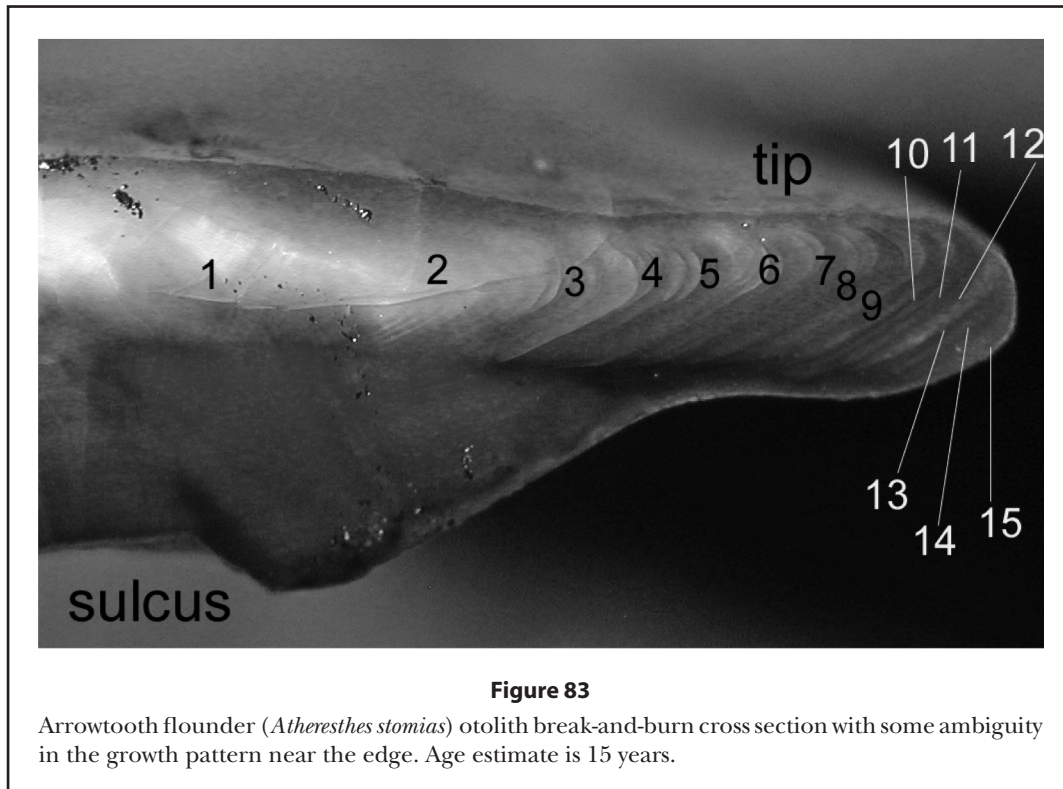 tip
10 11 12
1 2 3 4 5 6 7 8 9
13 14 15
sulcus
Figure 83
Arrowtooth flounder (Atheresthes stomias) otolith break-and-burn cross section with some ambiguity
in the growth pattern near the edge. Age estimate is 15 years.